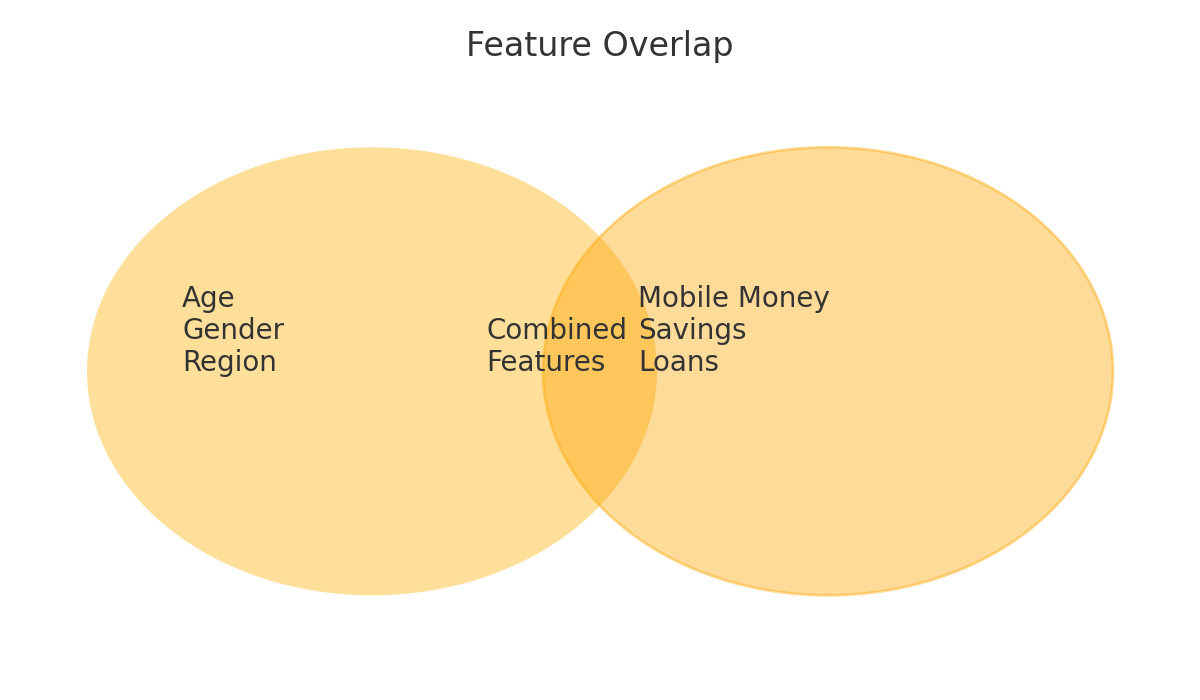 Feature Overlap
Age
Gender
Region
Combined
Features
Mobile Money
Savings
Loans